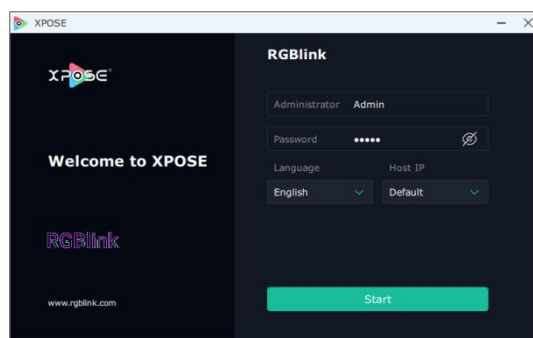 XPOSE
XPOSE
Welcome to XPOSE
RGBlink
www.rgblink.com
RGBlink
Administrator Admin
Password •••••
Language Host IP
English Default
Start